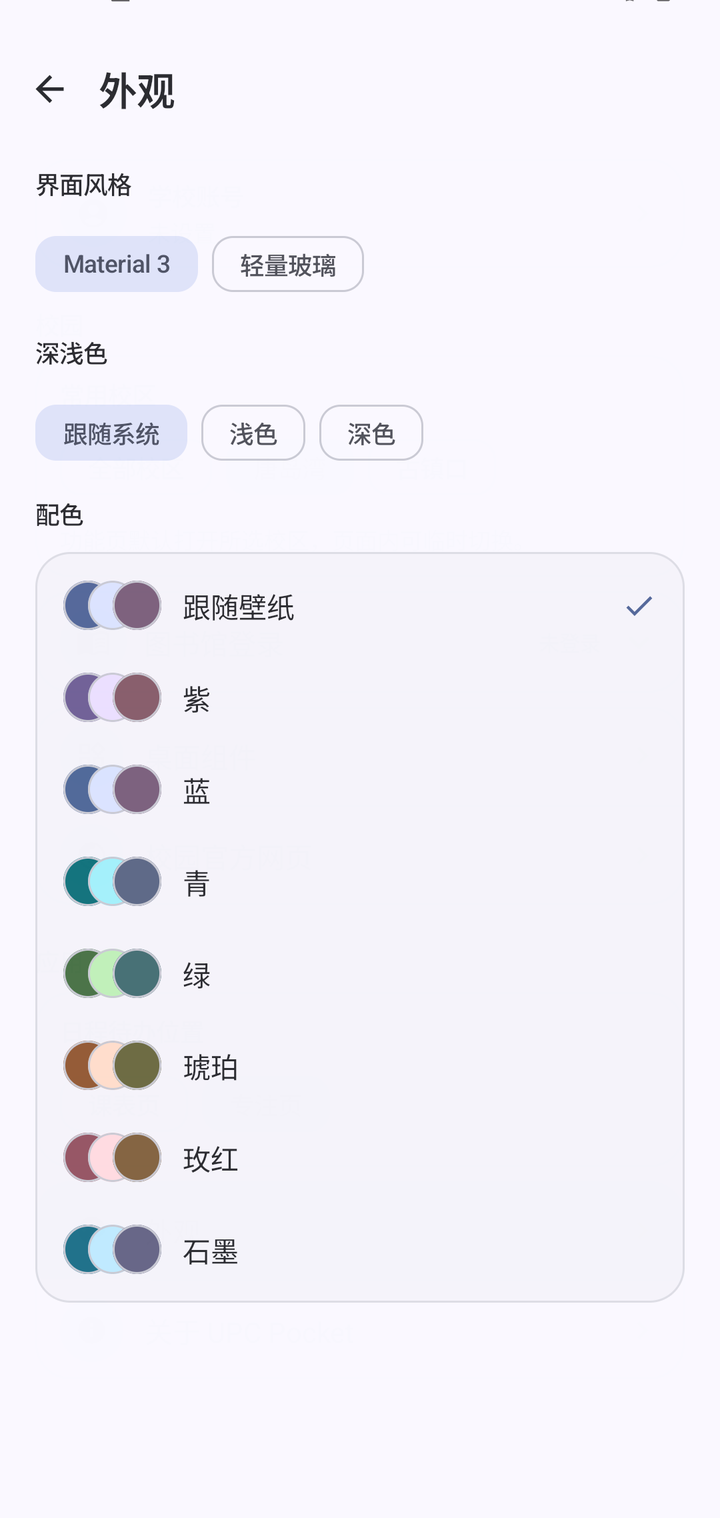 外观
界面风格
Material 3 轻量玻璃
深浅色
跟随系统 浅色 深色
配色
跟随壁纸
紫
蓝
青
绿
琥珀
玫红
石墨